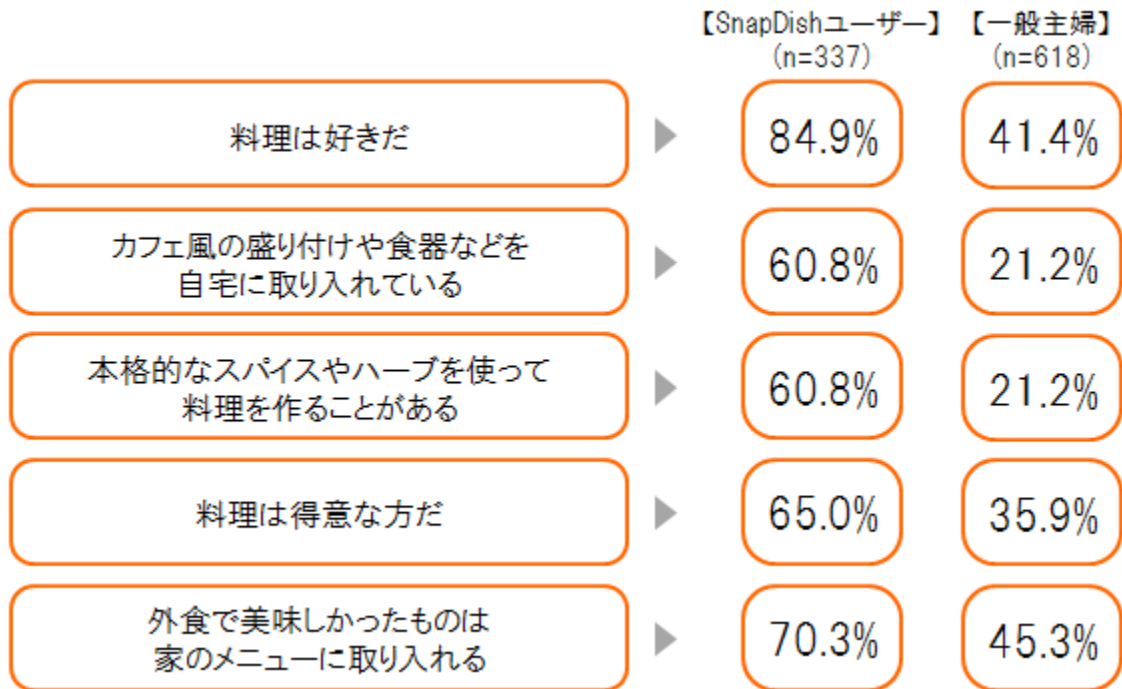 【SnapDishユーザー】 【一般主婦】
(n=337) (n=618)
料理は好きだ ▶ 84.9% 41.4%
カフェ風の盛り付けや食器などを
自宅に取り入れている ▶ 60.8% 21.2%
本格的なスパイスやハーブを使って
料理を作ることがある ▶ 60.8% 21.2%
料理は得意な方だ ▶ 65.0% 35.9%
外食で美味しかったものは
家のメニューに取り入れる ▶ 70.3% 45.3%